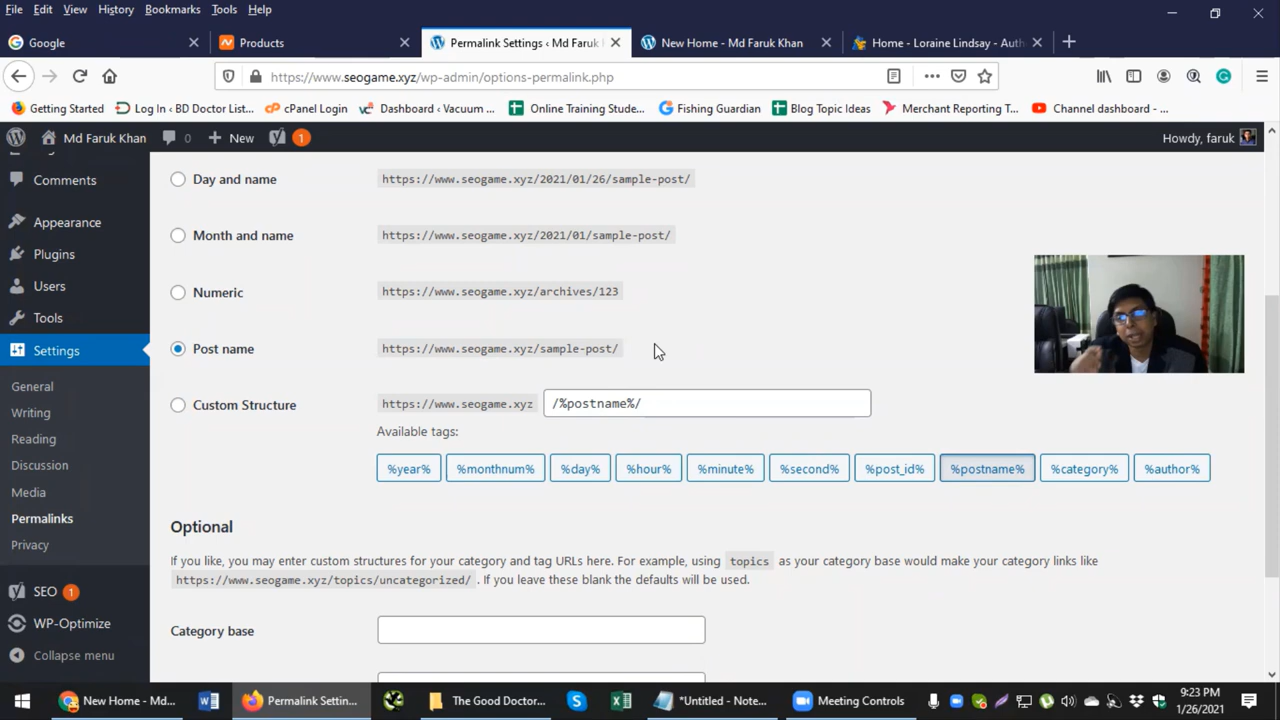 File Edit View History Bookmarks Tools Help
Google
Products
Permalink Settings ‹ Md Faruk
New Home - Md Faruk Khan
Home - Loraine Lindsay - Auth
https://www.seogame.xyz/wp-admin/options-permalink.php
Getting Started
Log In ‹ BD Doctor List...
cPanel Login
Dashboard ‹ Vacuum ...
Online Training Stude...
Fishing Guardian
Blog Topic Ideas
Merchant Reporting T...
Channel dashboard - ...
Md Faruk Khan 0 New 1 Howdy, faruk
Comments
Appearance
Plugins
Users
Tools
Settings
General
Writing
Reading
Discussion
Media
Permalinks
Privacy
SEO 1
WP-Optimize
Collapse menu
Day and name https://www.seogame.xyz/2021/01/26/sample-post/
Month and name https://www.seogame.xyz/2021/01/sample-post/
Numeric https://www.seogame.xyz/archives/123
Post name https://www.seogame.xyz/sample-post/
Custom Structure https://www.seogame.xyz /%postname%/
Available tags:
%year% %monthnum% %day% %hour% %minute% %second% %post_id% %postname% %category% %author%
Optional
If you like, you may enter custom structures for your category and tag URLs here. For example, using topics as your category base would make your category links like
https://www.seogame.xyz/topics/uncategorized/ . If you leave these blank the defaults will be used.
Category base
New Home - Md...
Permalink Settin...
The Good Doctor...
*Untitled - Note...
Meeting Controls
9:23 PM
1/26/2021